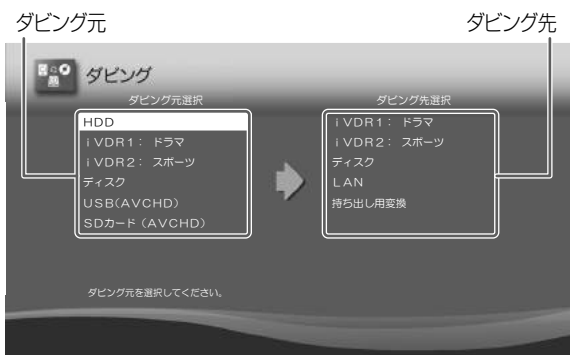 ダビング元
ダビング先
ダビング
ダビング元選択
HDD
iVDR1: ドラマ
iVDR2: スポーツ
ディスク
USB(AVCHD)
SDカード(AVCHD)
ダビング先選択
iVDR1: ドラマ
iVDR2: スポーツ
ディスク
LAN
持ち出し用変換
ダビング元を選択してください。